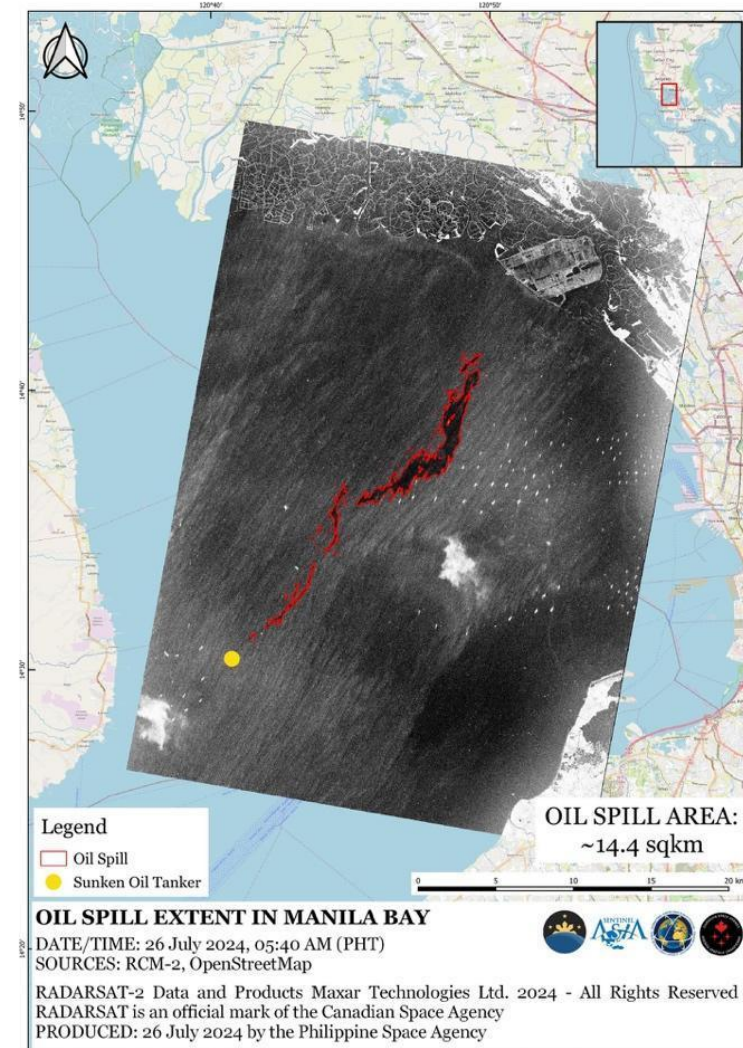 120°40'
120°50'
14°50'
14°40'
14°30'
14°20'
Legend
Oil Spill
Sunken Oil Tanker
OIL SPILL AREA:
~14.4 sqkm
0 5 10 15 20 km
OIL SPILL EXTENT IN MANILA BAY
DATE/TIME: 26 July 2024, 05:40 AM (PHT)
SOURCES: RCM-2, OpenStreetMap
SENTINEL
ASIA
RADARSAT-2 Data and Products Maxar Technologies Ltd. 2024 - All Rights Reserved
RADARSAT is an official mark of the Canadian Space Agency
PRODUCED: 26 July 2024 by the Philippine Space Agency